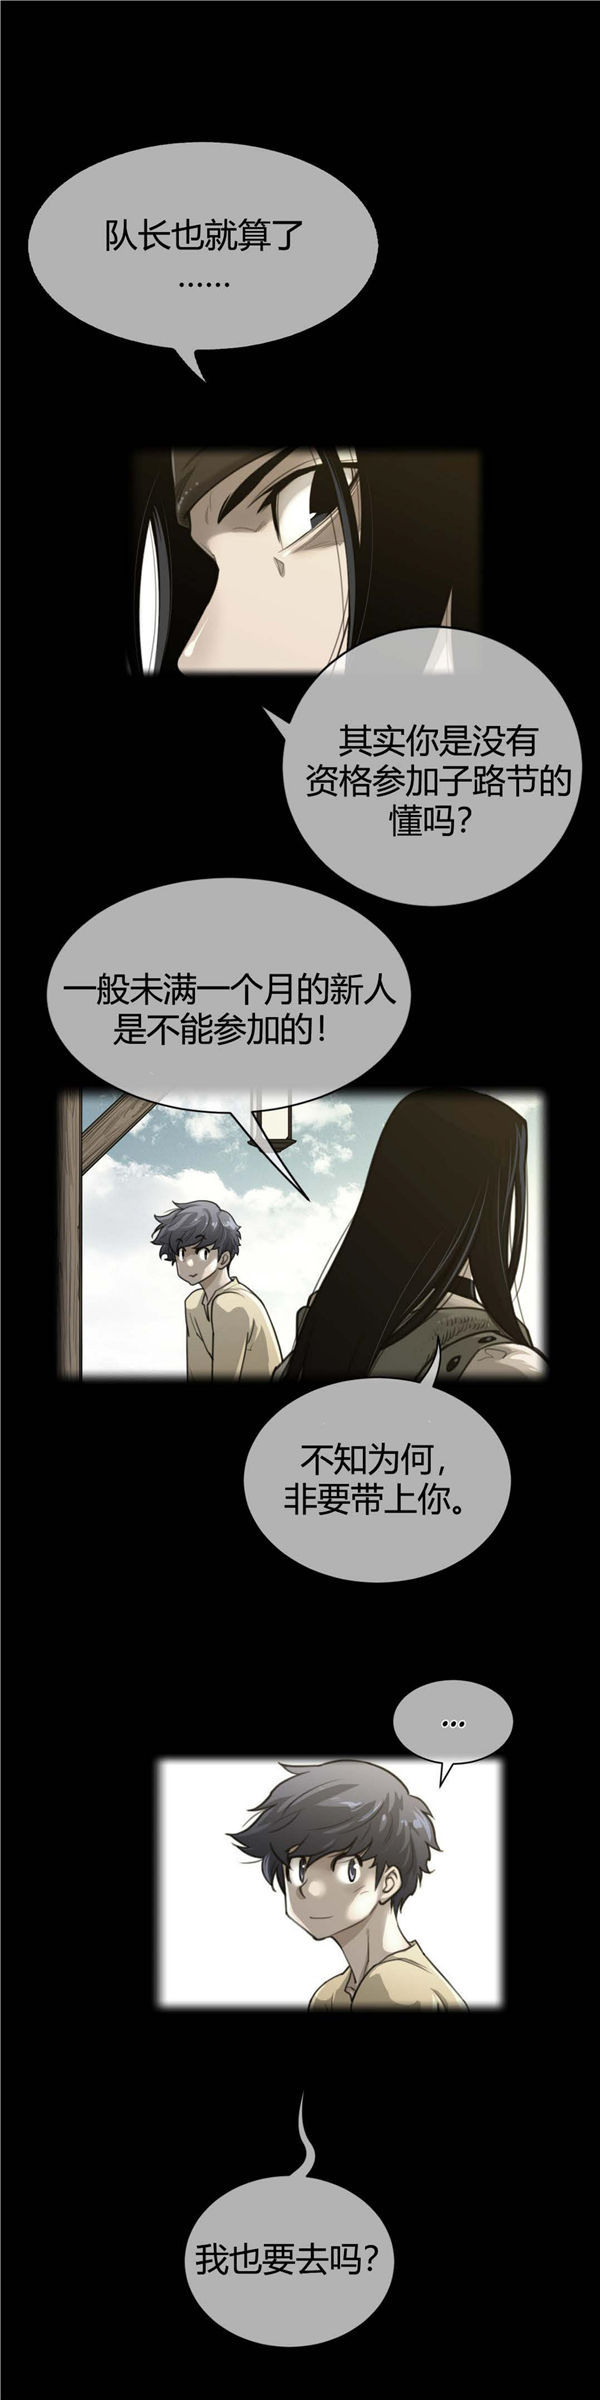 队长也就算了
……
其实你是没有
资格参加子路节的
懂吗？
一般未满一个月的新人
是不能参加的！
不知为何，
非要带上你。
…
我也要去吗？